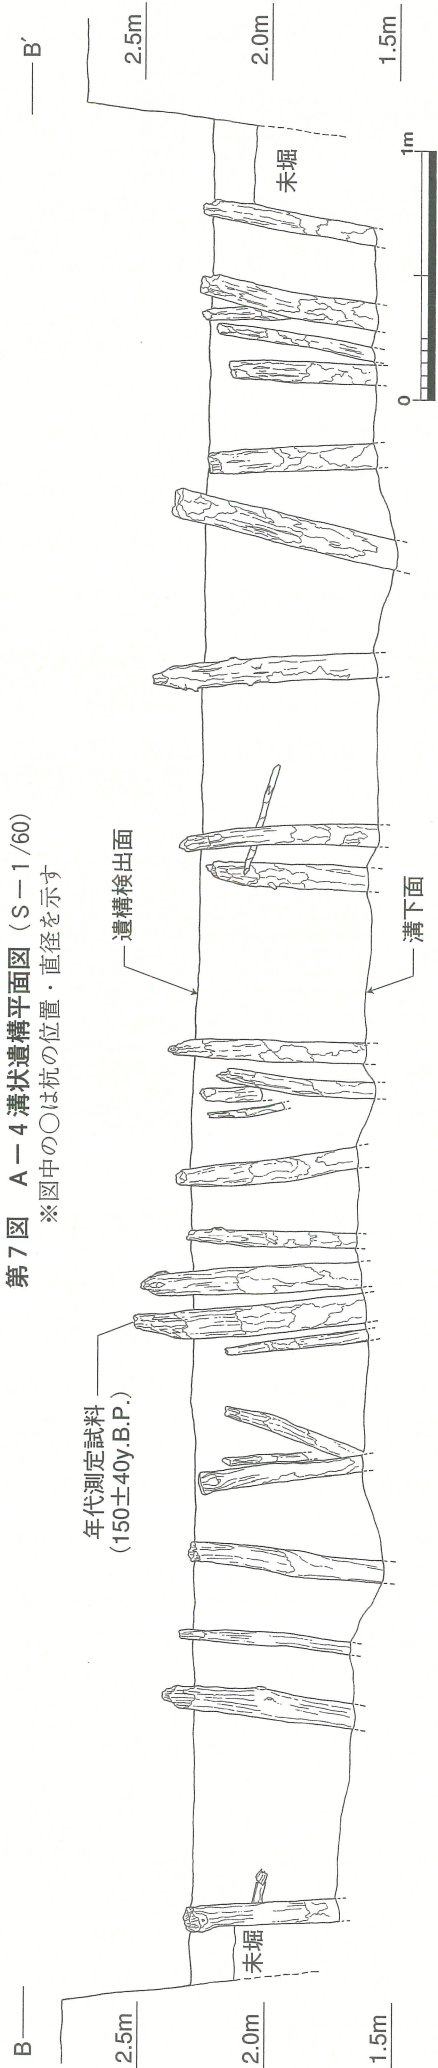 第7図 A－4溝状遺構平面図（S－1/60）
※図中の○は杭の位置・直径を示す
B
B′
2.5m
2.0m
1.5m
2.5m
2.0m
1.5m
年代測定試料
(150±40y.B.P.)
遺構検出面
溝下面
未堀
未堀
0
1m